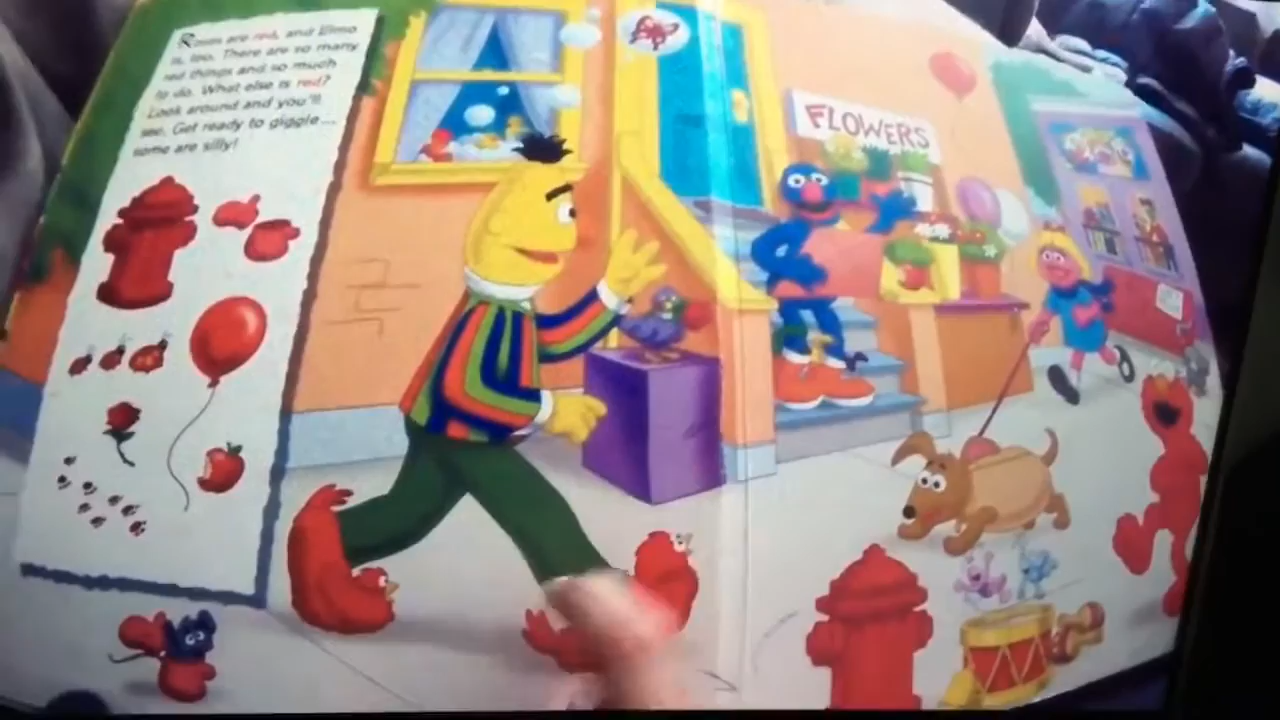 Roses are red, and Elmo
is, too. There are so many
red things and so much
to do. What else is red?
Look around and you'll
see. Get ready to giggle...
some are silly!
FLOWERS